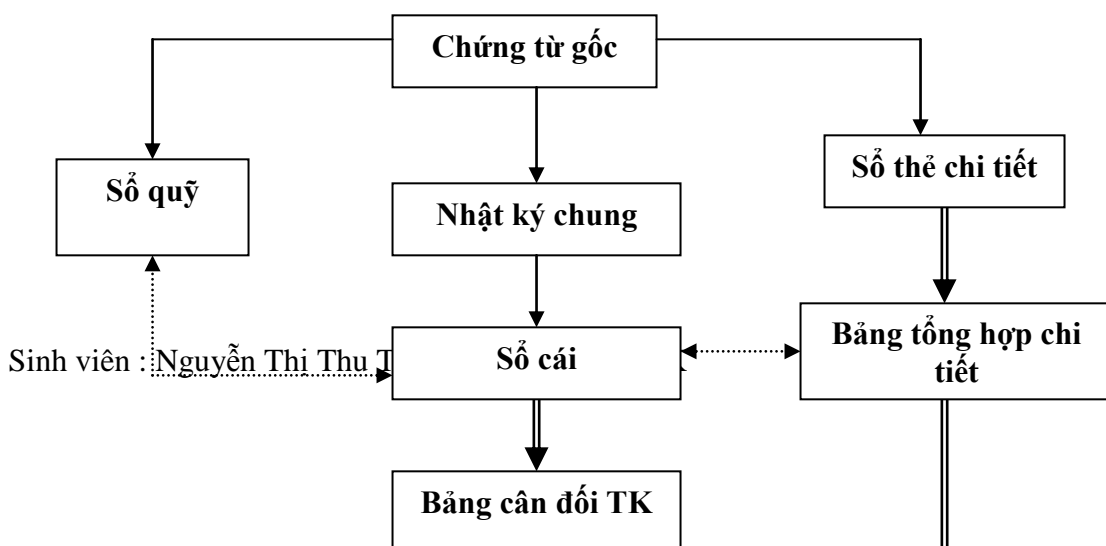 Chứng từ gốc
Sổ quỹ
Sổ thẻ chi tiết
Nhật ký chung
Bảng tổng hợp chi
tiết
Sinh viên : Nguyễn Thị Thu
Sổ cái
Bảng cân đối TK